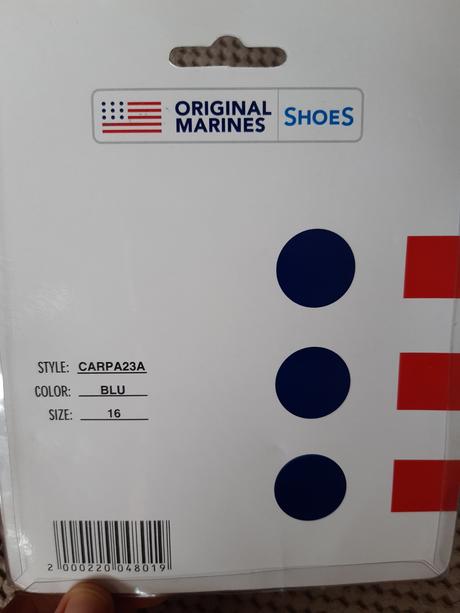 ORIGINAL
MARINES
SHOES
STYLE: CARPA23A
COLOR: BLU
SIZE: 16
2 000220 048019